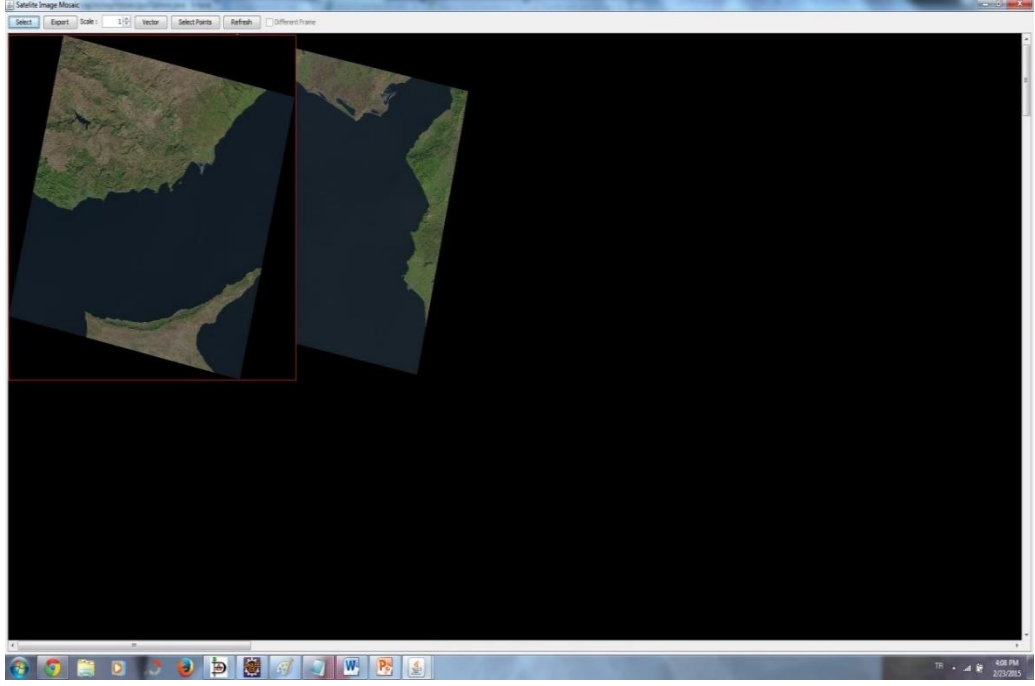 Satelite Image Mosaic
Select Export Scale : 1 Vector Select Points Refresh Different Frame
TR 4:08 PM
2/23/2015